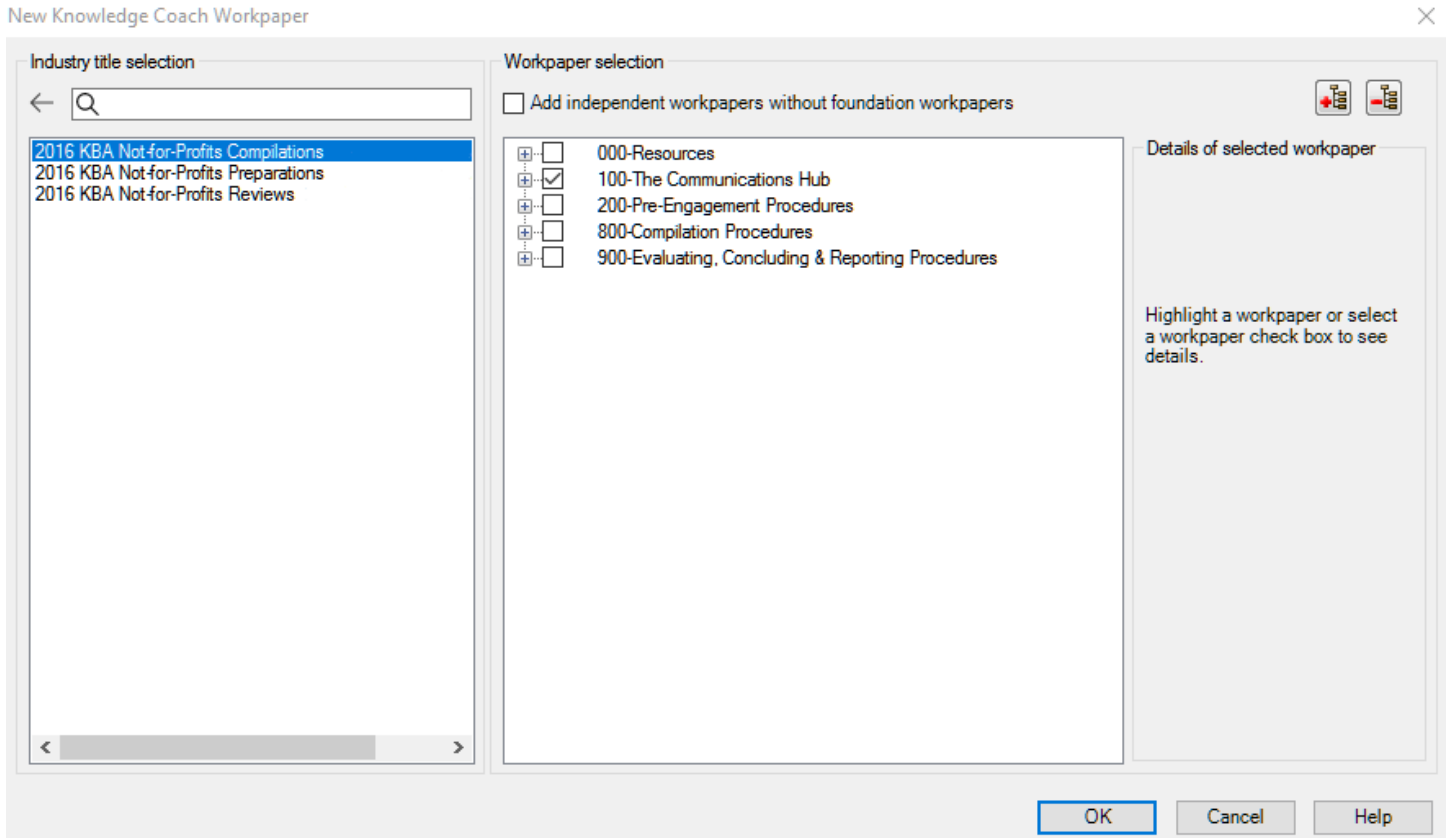 New Knowledge Coach Workpaper
Industry title selection
2016 KBA Not-for-Profits Compilations
2016 KBA Not-for-Profits Preparations
2016 KBA Not-for-Profits Reviews
Workpaper selection
Add independent workpapers without foundation workpapers
000-Resources
100-The Communications Hub
200-Pre-Engagement Procedures
800-Compilation Procedures
900-Evaluating, Concluding & Reporting Procedures
Details of selected workpaper
Highlight a workpaper or select
a workpaper check box to see
details.
OK
Cancel
Help